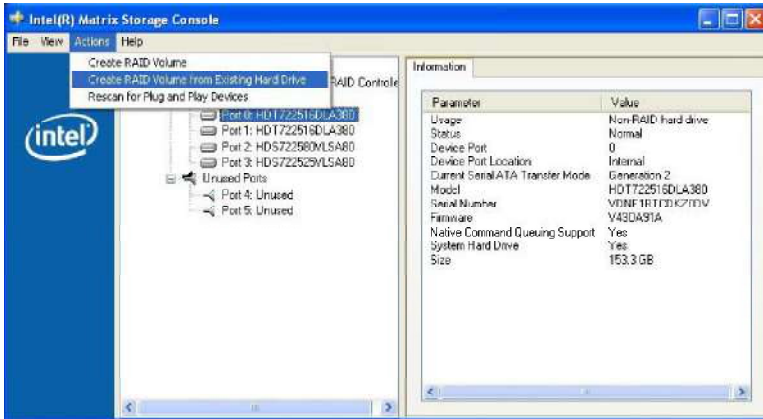 Intel(R) Matrix Storage Console
File View Actions Help
Create RAID Volume
Create RAID Volume from Existing Hard Drive
Rescan for Plug and Play Devices
RAID Controle
Port 0: HDT722516DLA380
Port 1: HDT722516DLA380
Port 2: HDS722580VLSA80
Port 3: HDS722525VLSA80
Unused Ports
Port 4: Unused
Port 5: Unused
intel
Information
Parameter Value
Usage Non-RAID hard drive
Status Normal
Device Port 0
Device Port Location Internal
Current Serial ATA Transfer Mode Generation 2
Model HDT722516DLA380
Serial Number
Firmware V43OA91A
Native Command Queuing Support Yes
System Hard Drive Yes
Size 153.3 GB